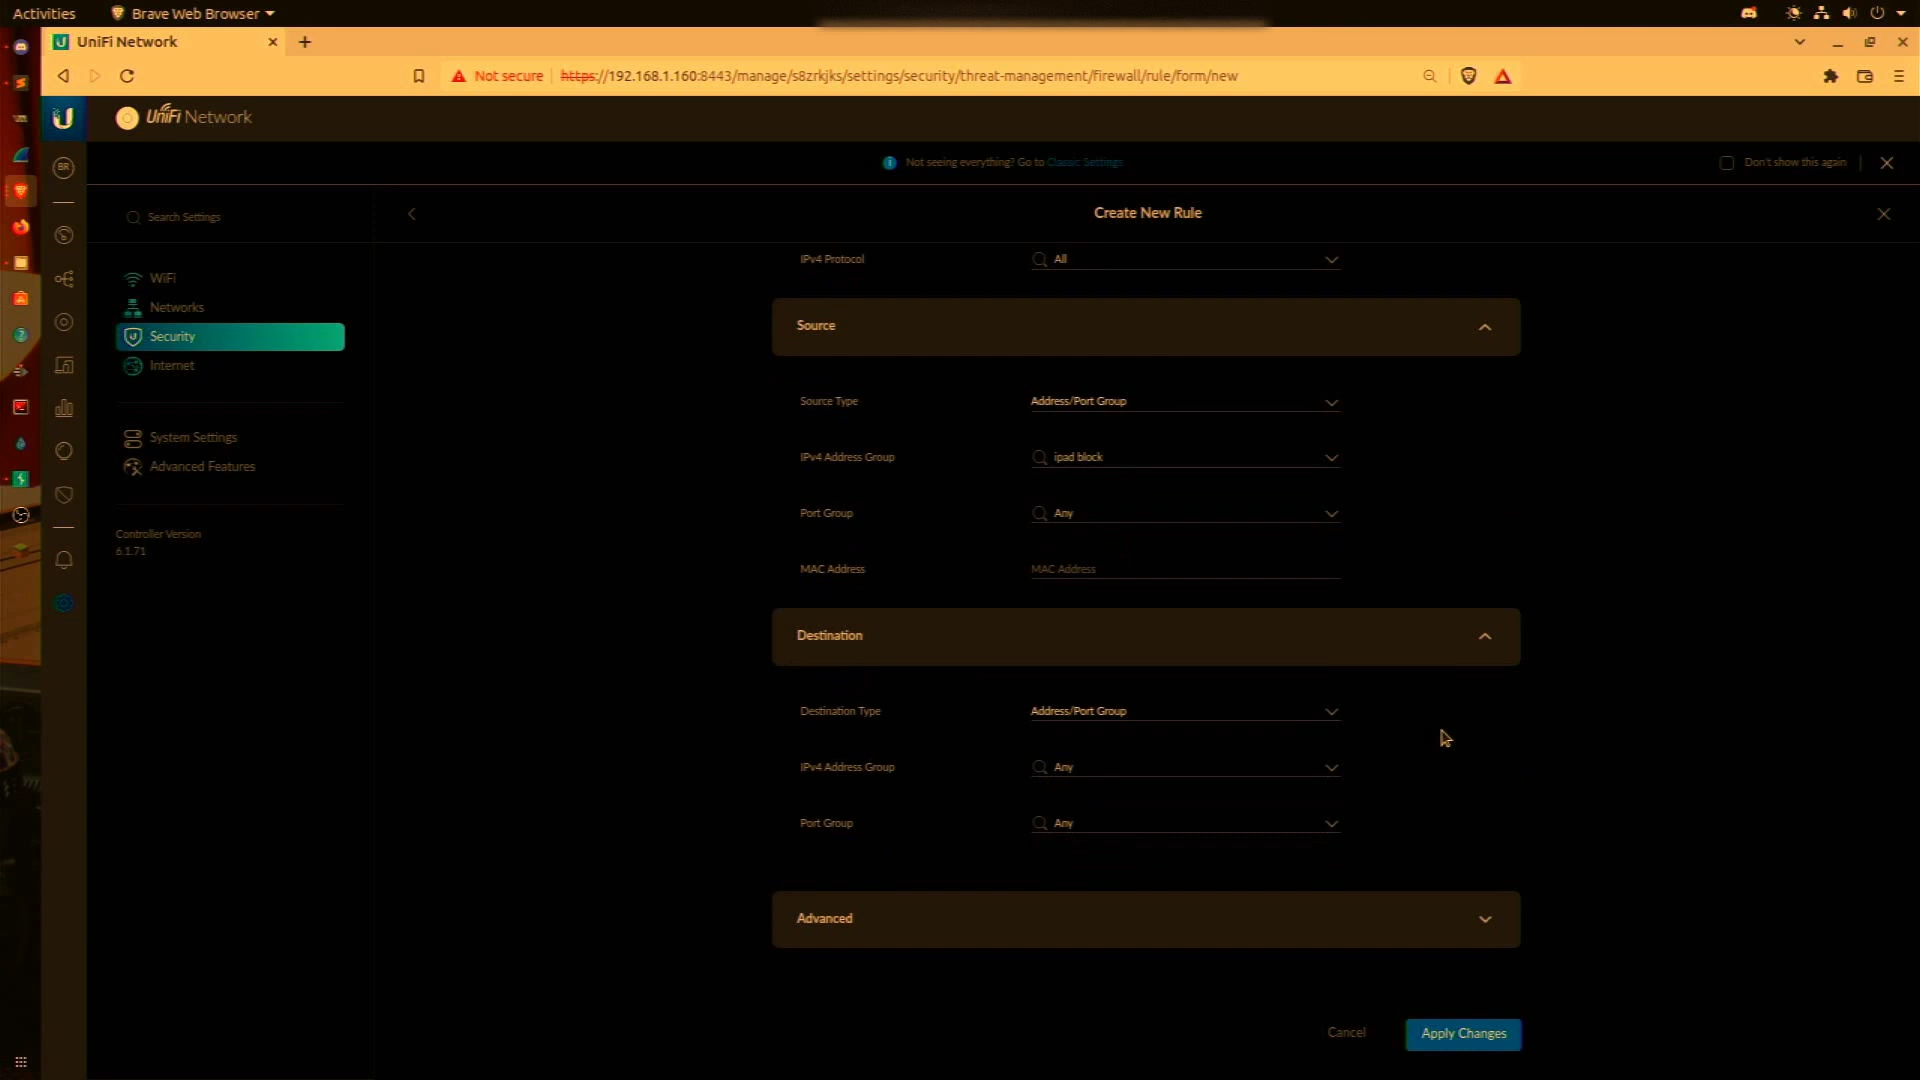 Activities
Brave Web Browser
UniFi Network
Not secure
https://192.168.1.160:8443/manage/s8zrkjks/settings/security/threat-management/firewall/rule/form/new
UniFi Network
BR
Not seeing everything? Go to Classic Settings
Don't show this again
Search Settings
Create New Rule
IPv4 Protocol
All
WiFi
Networks
Security
Internet
System Settings
Advanced Features
Controller Version
6.1.71
Source
Source Type
Address/Port Group
IPv4 Address Group
ipad block
Port Group
Any
MAC Address
MAC Address
Destination
Destination Type
Address/Port Group
IPv4 Address Group
Any
Port Group
Any
Advanced
Cancel
Apply Changes